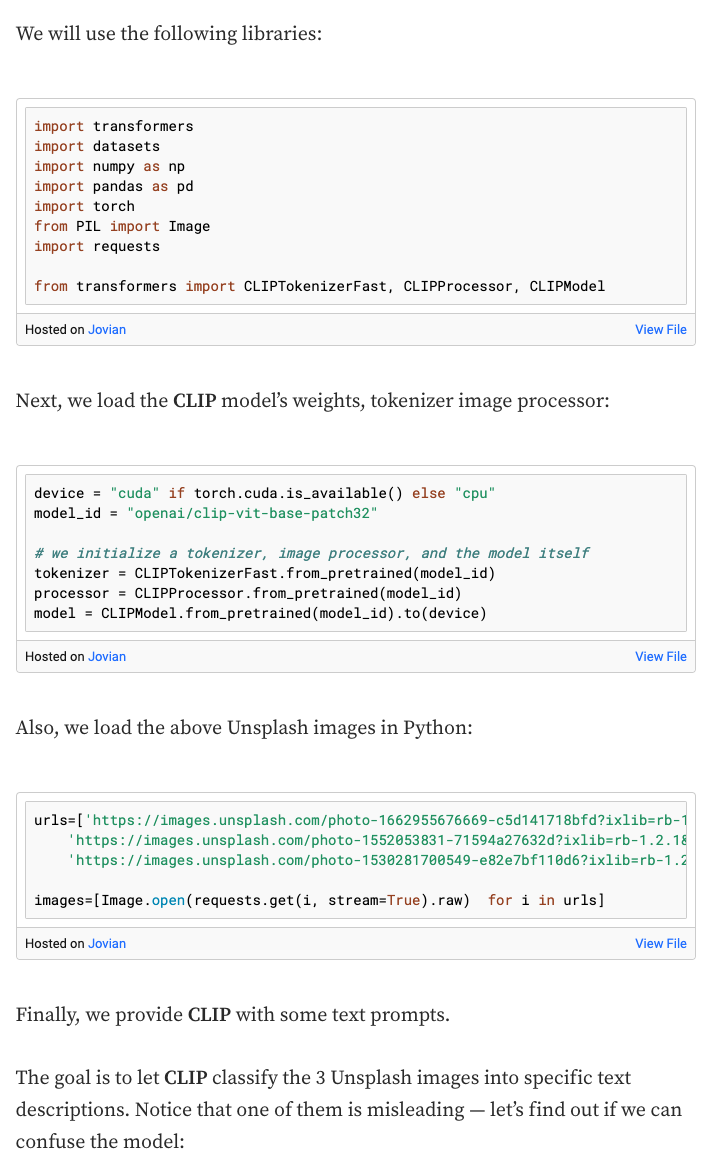 We will use the following libraries:
import transformers
import datasets
import numpy as np
import pandas as pd
import torch
from PIL import Image
import requests
from transformers import CLIPTokenizerFast, CLIPProcessor, CLIPModel
Hosted on Jovian View File
Next, we load the CLIP model’s weights, tokenizer image processor:
device = "cuda" if torch.cuda.is_available() else "cpu"
model_id = "openai/clip-vit-base-patch32"
# we initialize a tokenizer, image processor, and the model itself
tokenizer = CLIPTokenizerFast.from_pretrained(model_id)
processor = CLIPProcessor.from_pretrained(model_id)
model = CLIPModel.from_pretrained(model_id).to(device)
Hosted on Jovian View File
Also, we load the above Unsplash images in Python:
urls=['https://images.unsplash.com/photo-1662955676669-c5d141718bfd?ixlib=rb-1
'https://images.unsplash.com/photo-1552053831-71594a27632d?ixlib=rb-1.2.1&
'https://images.unsplash.com/photo-1530281700549-e82e7bf110d6?ixlib=rb-1.2
images=[Image.open(requests.get(i, stream=True).raw)  for i in urls]
Hosted on Jovian View File
Finally, we provide CLIP with some text prompts.
The goal is to let CLIP classify the 3 Unsplash images into specific text
descriptions. Notice that one of them is misleading — let’s find out if we can
confuse the model: